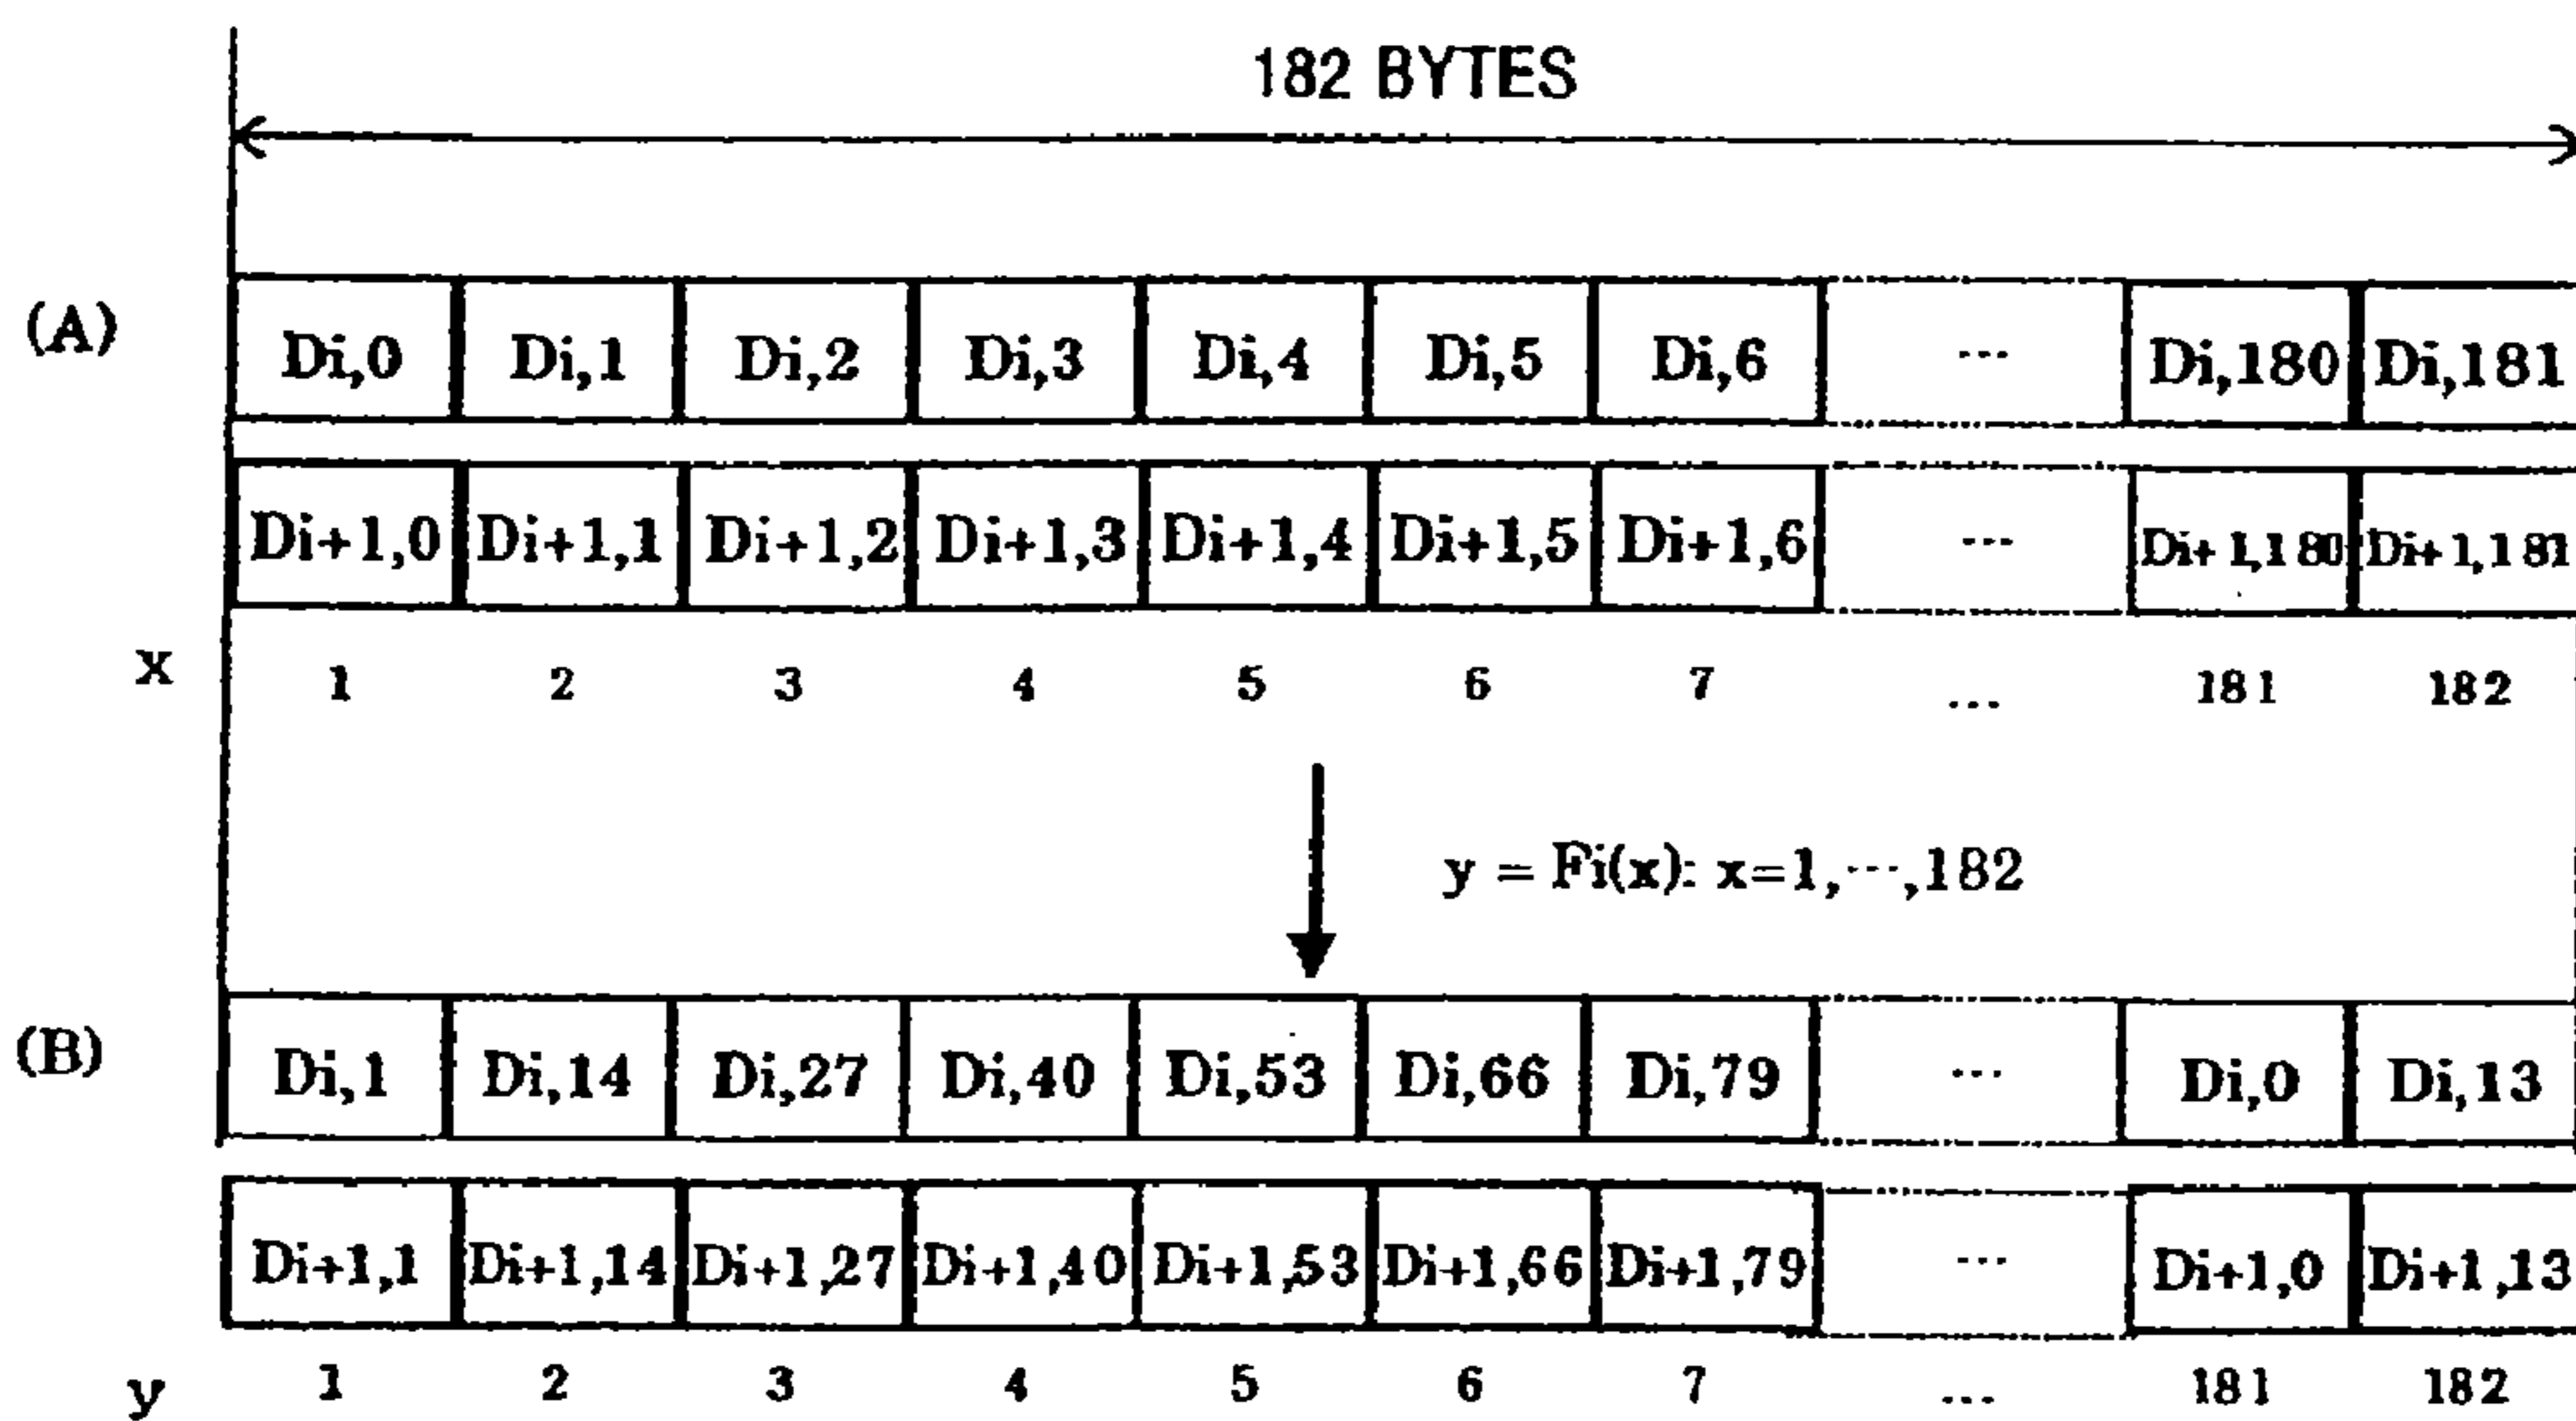 182 BYTES
(A) Di,0 Di,1 Di,2 Di,3 Di,4 Di,5 Di,6 ... Di,180 Di,181
Di+1,0 Di+1,1 Di+1,2 Di+1,3 Di+1,4 Di+1,5 Di+1,6 ... Di+1,180 Di+1,181
x 1 2 3 4 5 6 7 ... 181 182
y = Fi(x): x=1,...,182
(B) Di,1 Di,14 Di,27 Di,40 Di,53 Di,66 Di,79 ... Di,0 Di,13
Di+1,1 Di+1,14 Di+1,27 Di+1,40 Di+1,53 Di+1,66 Di+1,79 ... Di+1,0 Di+1,13
y 1 2 3 4 5 6 7 ... 181 182